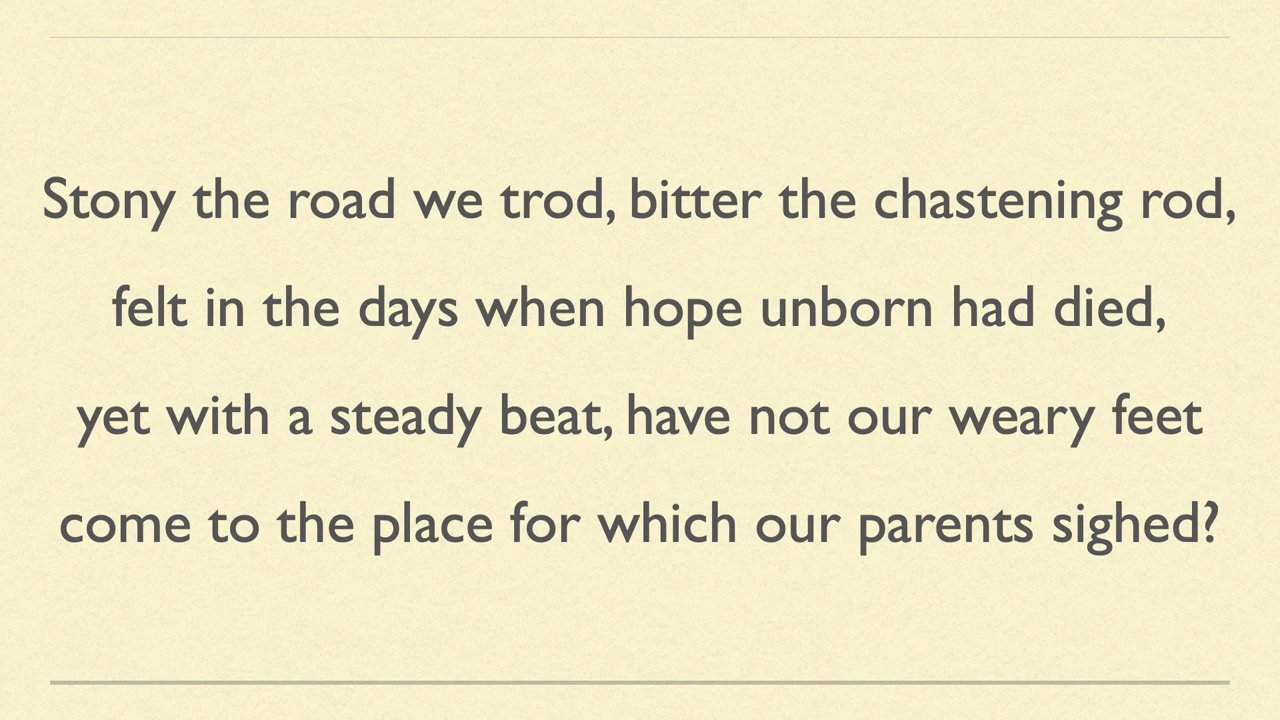 Stony the road we trod, bitter the chastening rod,
felt in the days when hope unborn had died,
yet with a steady beat, have not our weary feet
come to the place for which our parents sighed?